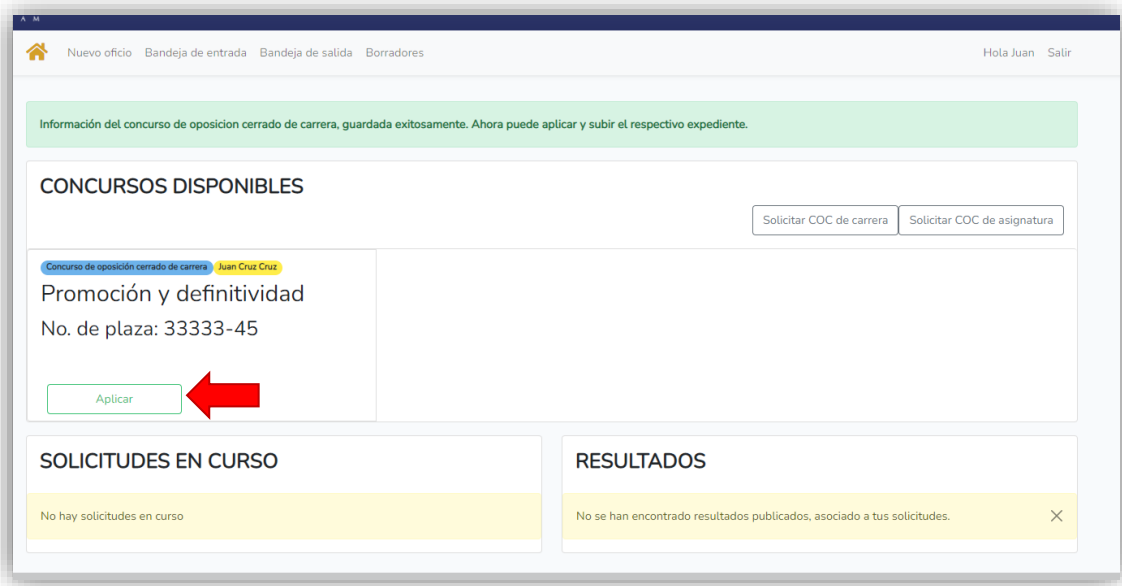 A M
Nuevo oficio Bandeja de entrada Bandeja de salida Borradores Hola Juan Salir
Información del concurso de oposicion cerrado de carrera, guardada exitosamente. Ahora puede aplicar y subir el respectivo expediente.
CONCURSOS DISPONIBLES
Solicitar COC de carrera Solicitar COC de asignatura
Concurso de oposición cerrado de carrera Juan Cruz Cruz
Promoción y definitividad
No. de plaza: 33333-45
Aplicar
SOLICITUDES EN CURSO
No hay solicitudes en curso
RESULTADOS
No se han encontrado resultados publicados, asociado a tus solicitudes.